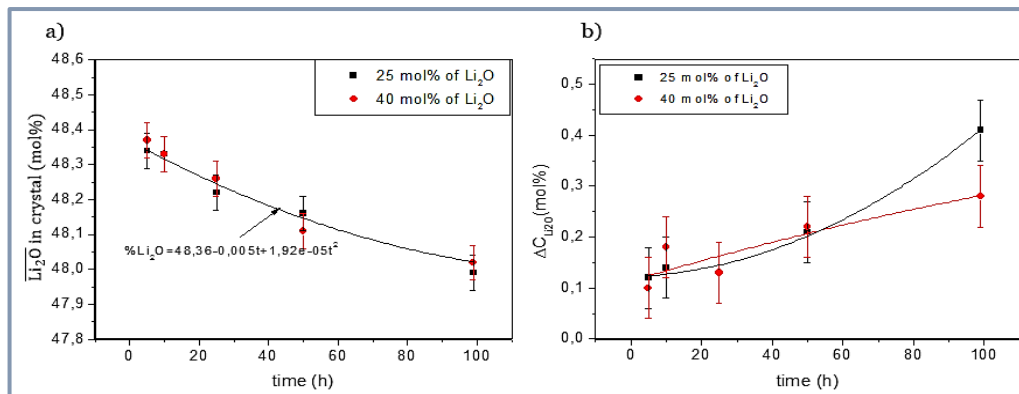 a)
48,6
48,5
48,4
48,3
48,2
48,1
48,0
47,9
47,8
Li₂O in crystal (mol%)
25 mol% of Li₂O
40 mol% of Li₂O
%Li₂O=48,36-0,005t+1,92e-05t²
0
20
40
60
80
100
time (h)
b)
0,5
0,4
0,3
0,2
0,1
0,0
ΔC_Li2O(mol%)
25 mol% of Li₂O
40 mol% of Li₂O
0
20
40
60
80
100
time (h)